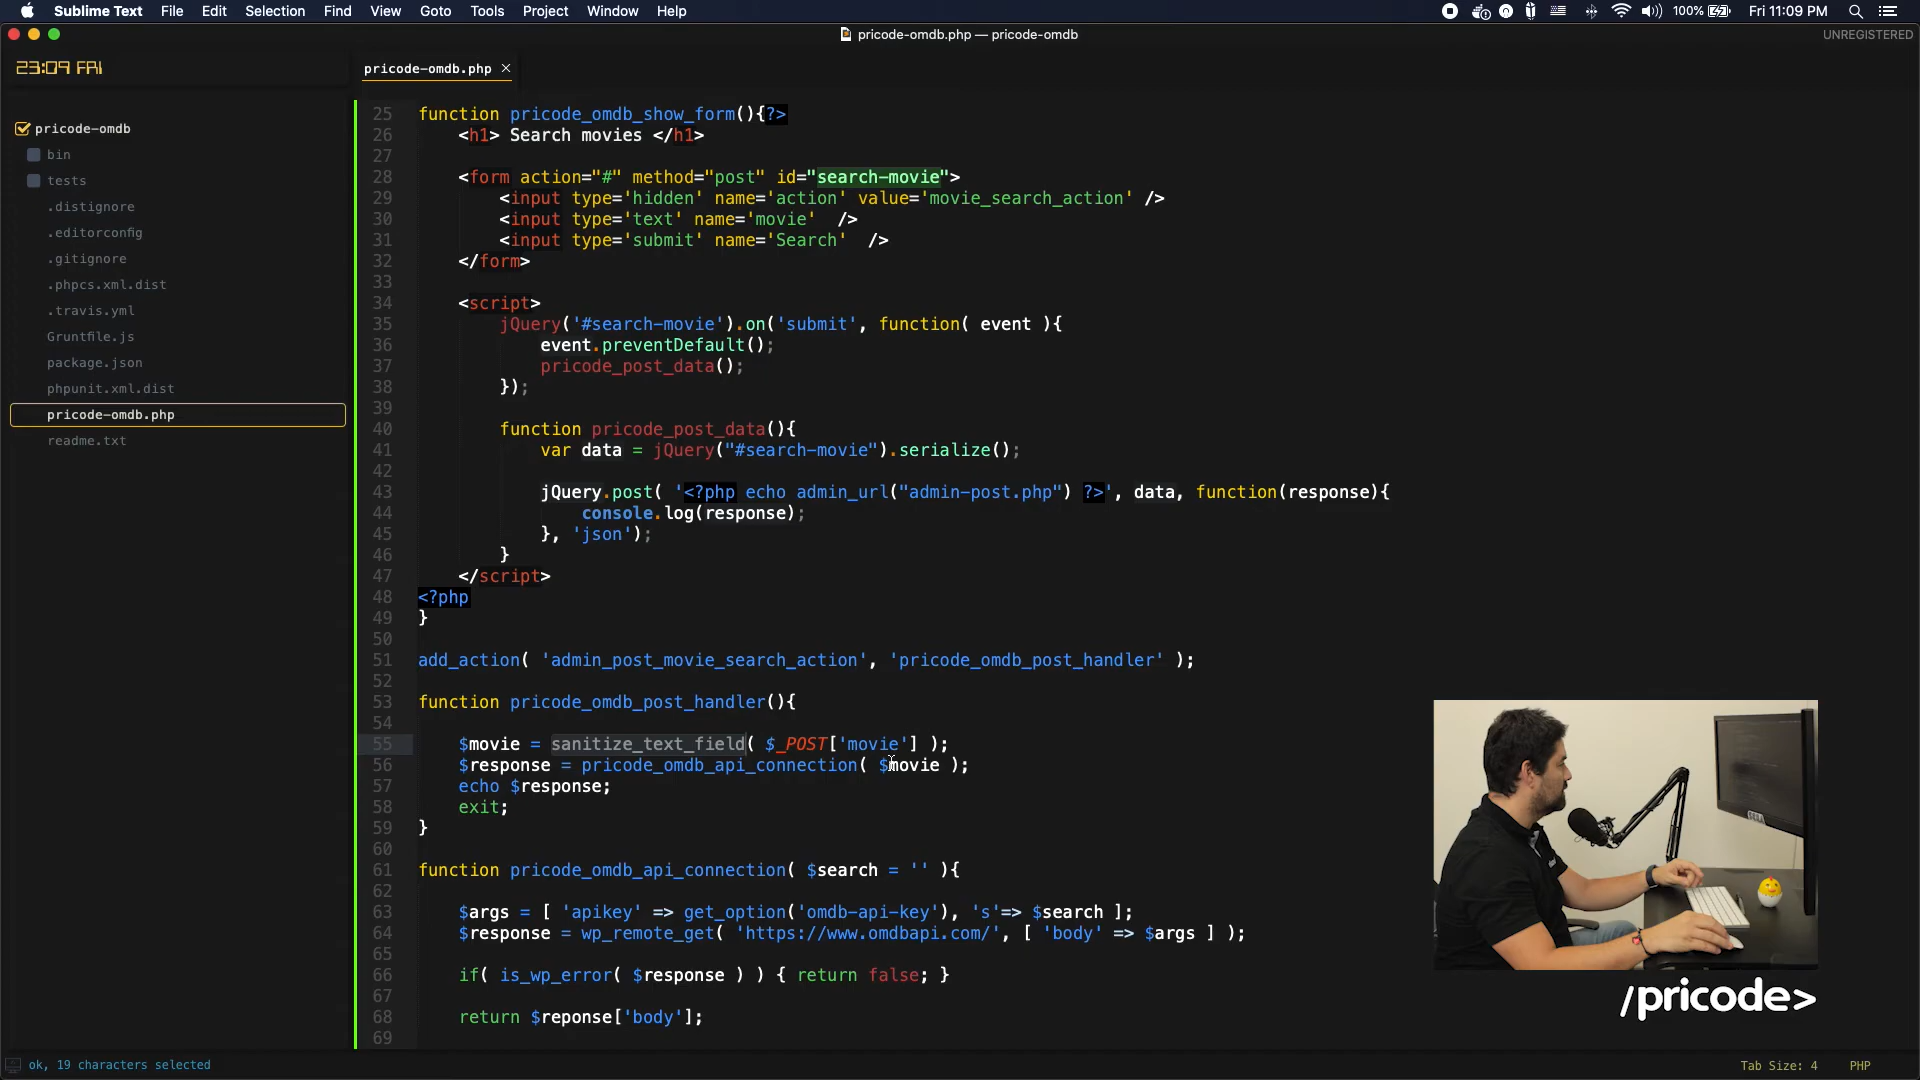 Sublime Text File Edit Selection Find View Goto Tools Project Window Help 100% Fri 11:09 PM
pricode-omdb.php — pricode-omdb UNREGISTERED
23:09 FRI
pricode-omdb.php ×
pricode-omdb
bin
tests
.distignore
.editorconfig
.gitignore
.phpcs.xml.dist
.travis.yml
Gruntfile.js
package.json
phpunit.xml.dist
pricode-omdb.php
readme.txt
25 function pricode_omdb_show_form(){?>
26 <h1> Search movies </h1>
27
28 <form action="#" method="post" id="search-movie">
29 <input type='hidden' name='action' value='movie_search_action' />
30 <input type='text' name='movie'  />
31 <input type='submit' name='Search'  />
32 </form>
33
34 <script>
35 jQuery('#search-movie').on('submit', function( event ){
36 event.preventDefault();
37 pricode_post_data();
38 });
39
40 function pricode_post_data(){
41 var data = jQuery("#search-movie").serialize();
42
43 jQuery.post( '<?php echo admin_url("admin-post.php") ?>', data, function(response){
44 console.log(response);
45 }, 'json');
46 }
47 </script>
48 <?php
49 }
50
51 add_action( 'admin_post_movie_search_action', 'pricode_omdb_post_handler' );
52
53 function pricode_omdb_post_handler(){
54
55 $movie = sanitize_text_field( $_POST['movie'] );
56 $response = pricode_omdb_api_connection( $movie );
57 echo $response;
58 exit;
59 }
60
61 function pricode_omdb_api_connection( $search = '' ){
62
63 $args = [ 'apikey' => get_option('omdb-api-key'), 's'=> $search ];
64 $response = wp_remote_get( 'https://www.omdbapi.com/', [ 'body' => $args ] );
65
66 if( is_wp_error( $response ) ) { return false; }
67
68 return $reponse['body'];
69
/pricode>
ok, 19 characters selected Tab Size: 4 PHP